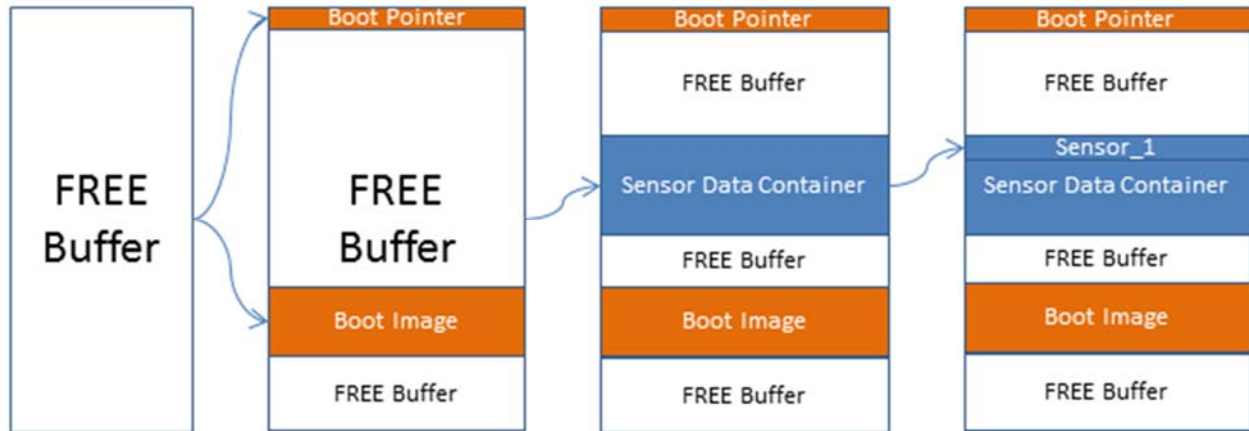 FREE
Buffer
Boot Pointer
FREE
Buffer
Boot Image
FREE Buffer
Boot Pointer
FREE Buffer
Sensor Data Container
FREE Buffer
Boot Image
FREE Buffer
Boot Pointer
FREE Buffer
Sensor_1
Sensor Data Container
FREE Buffer
Boot Image
FREE Buffer